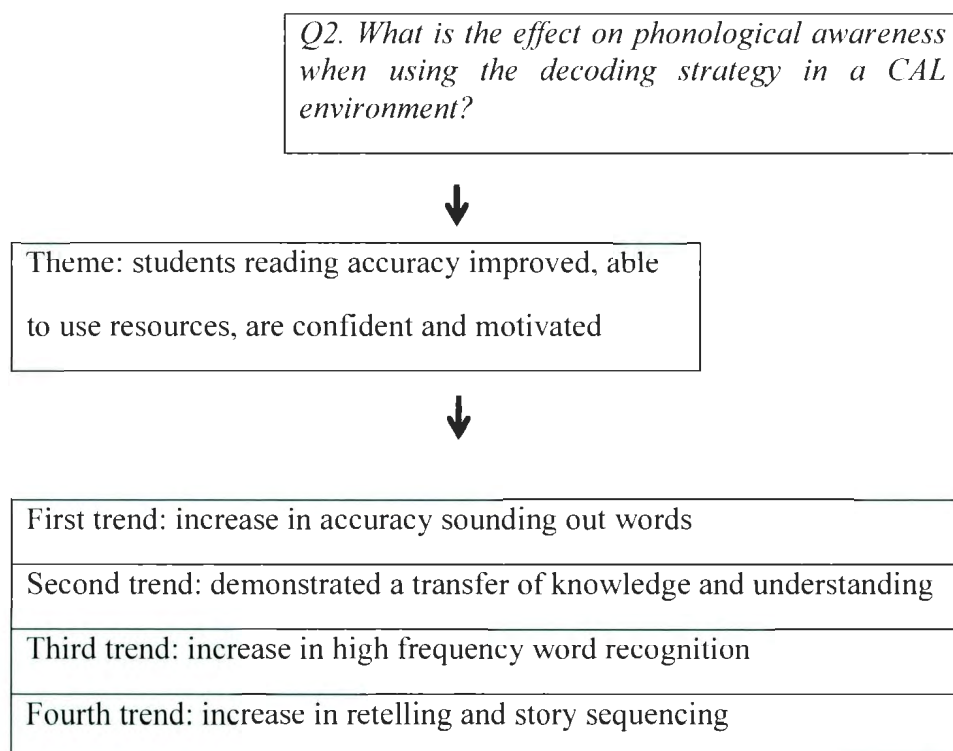 Q2. What is the effect on phonological awareness
when using the decoding strategy in a CAL
environment?
Theme: students reading accuracy improved, able
to use resources, are confident and motivated
First trend: increase in accuracy sounding out words
Second trend: demonstrated a transfer of knowledge and understanding
Third trend: increase in high frequency word recognition
Fourth trend: increase in retelling and story sequencing